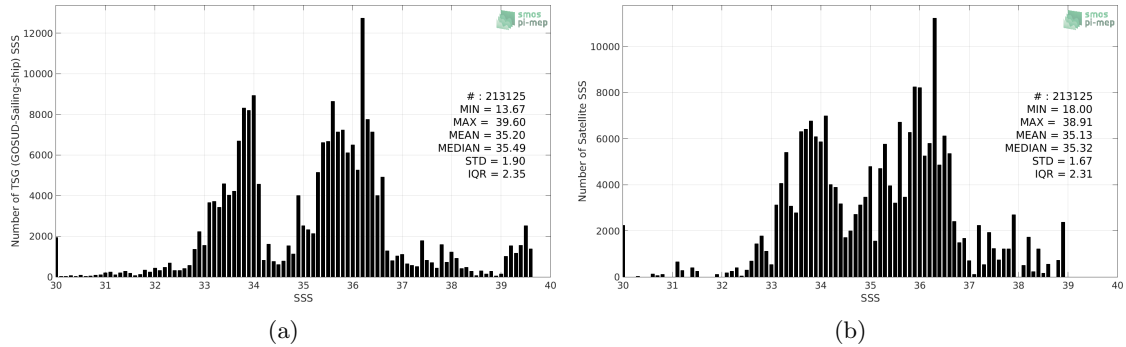 smos
pi-mep
12000
10000
8000
6000
4000
2000
0
Number of TSG (GOSUD-Sailing-ship) SSS
# : 213125
MIN = 13.67
MAX = 39.60
MEAN = 35.20
MEDIAN = 35.49
STD = 1.90
IQR = 2.35
30 31 32 33 34 35 36 37 38 39 40
SSS
(a)
smos
pi-mep
10000
8000
6000
4000
2000
0
Number of Satellite SSS
# : 213125
MIN = 18.00
MAX = 38.91
MEAN = 35.13
MEDIAN = 35.32
STD = 1.67
IQR = 2.31
30 31 32 33 34 35 36 37 38 39 40
SSS
(b)